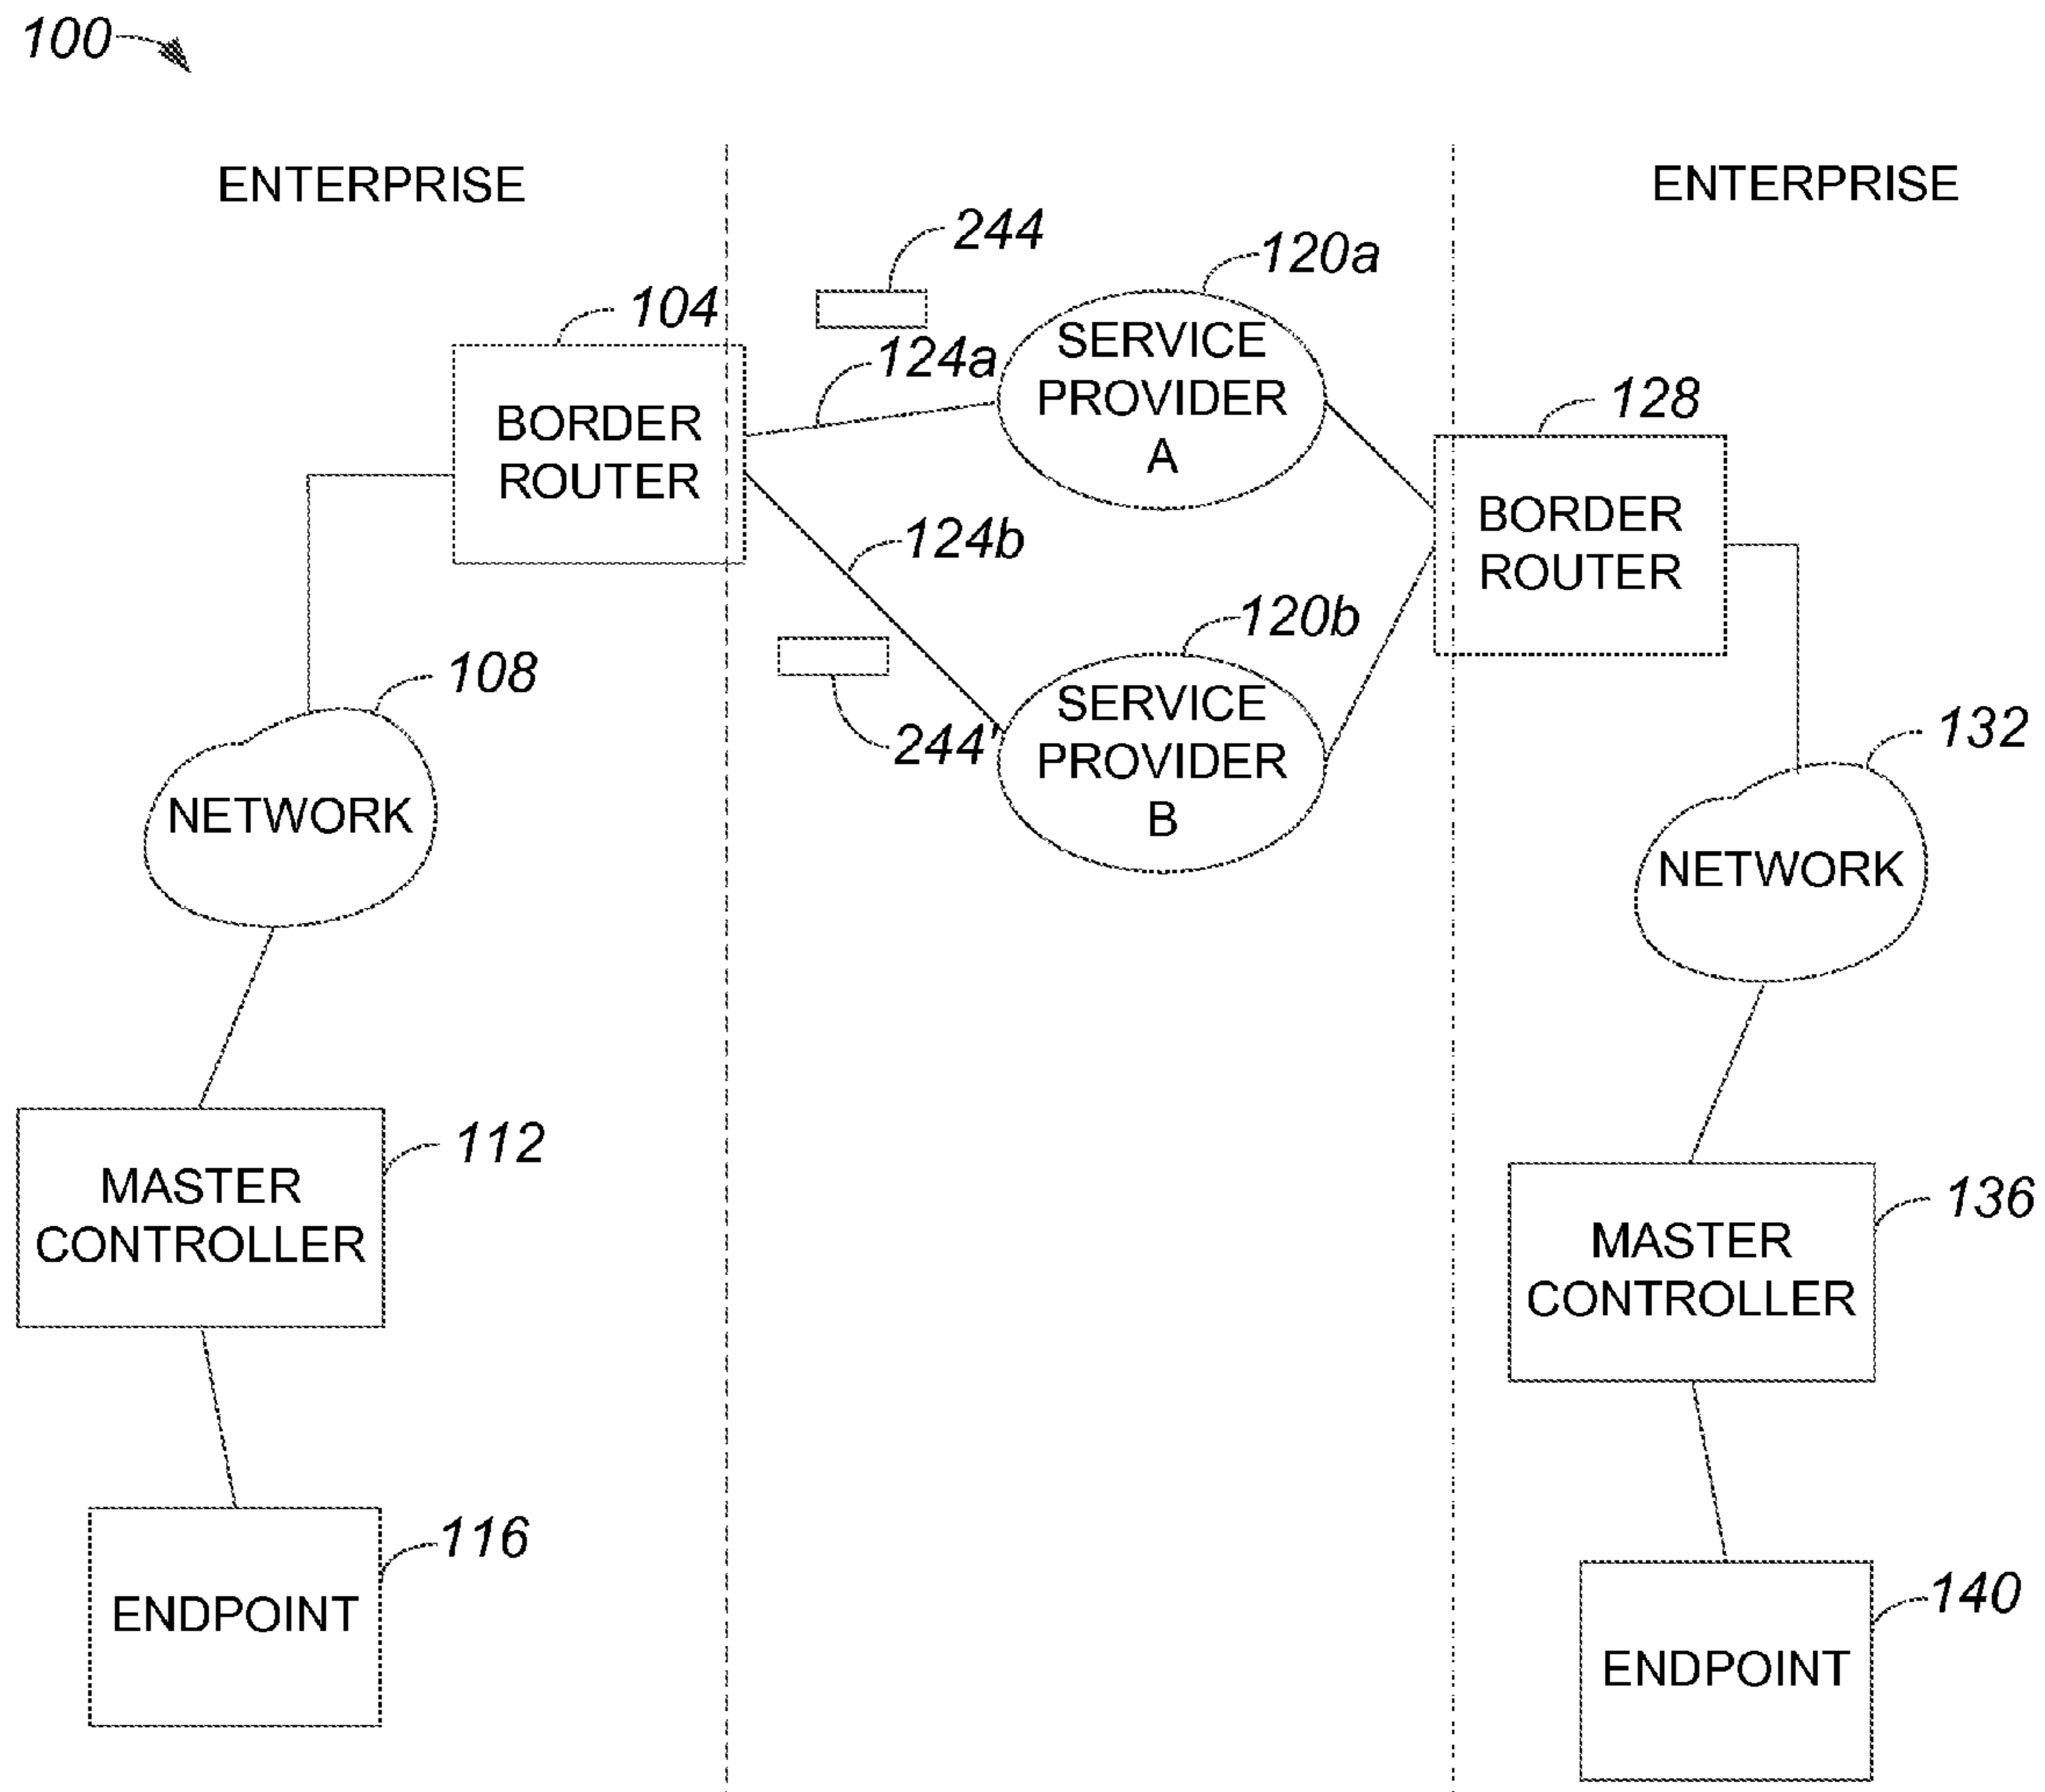 100
ENTERPRISE
ENTERPRISE
244
120a
104
124a
SERVICE
PROVIDER
A
128
BORDER
ROUTER
BORDER
ROUTER
124b
120b
108
244'
SERVICE
PROVIDER
B
132
NETWORK
NETWORK
112
MASTER
CONTROLLER
136
MASTER
CONTROLLER
116
ENDPOINT
140
ENDPOINT